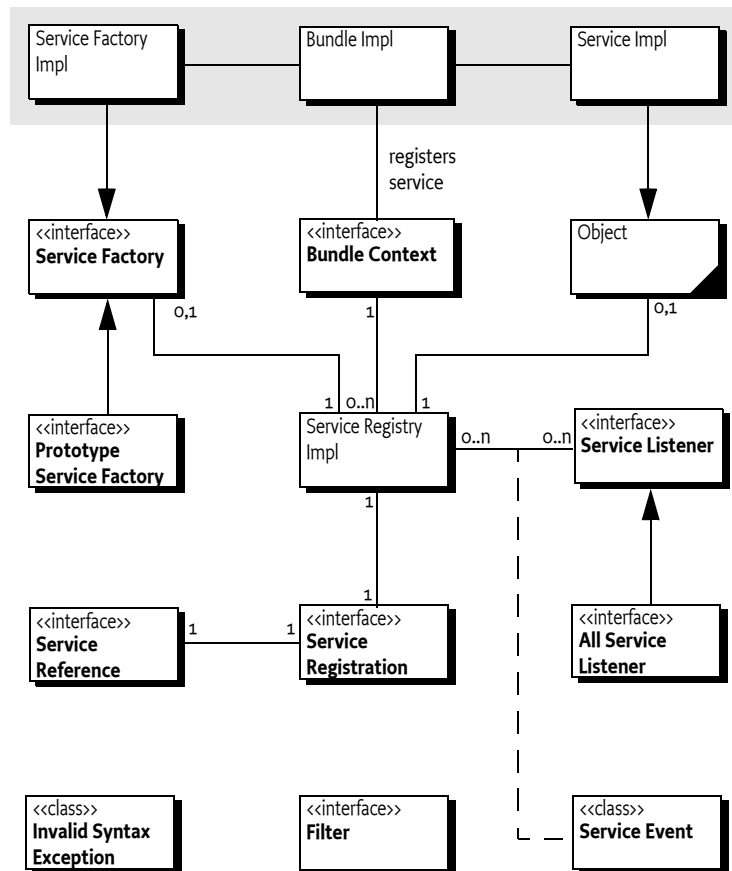 Service Factory
Impl
Bundle Impl
Service Impl
registers
service
<<interface>>
Service Factory
<<interface>>
Bundle Context
Object
0,1
1
0,1
1
0..n
1
<<interface>>
Prototype
Service Factory
Service Registry
Impl
0..n
0..n
<<interface>>
Service Listener
1
1
<<interface>>
Service
Reference
1
1
<<interface>>
Service
Registration
<<interface>>
All Service
Listener
<<class>>
Invalid Syntax
Exception
<<interface>>
Filter
<<class>>
Service Event